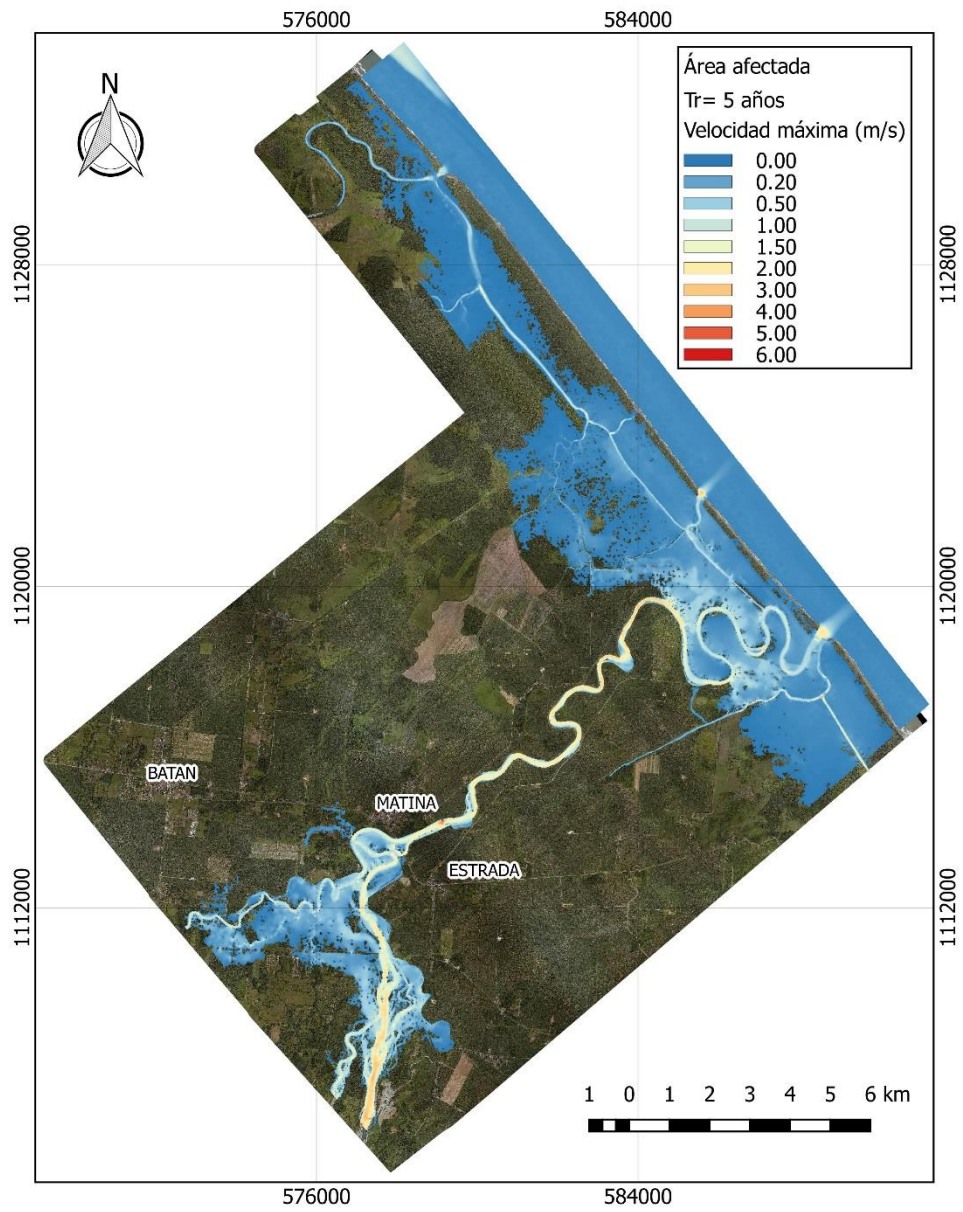 576000 584000
N
Área afectada
Tr= 5 años
Velocidad máxima (m/s)
0.00
0.20
0.50
1.00
1.50
2.00
3.00
4.00
5.00
6.00
1128000 1128000
1120000 1120000
BATAN
MATINA
ESTRADA
1112000 1112000
1 0 1 2 3 4 5 6 km
576000 584000